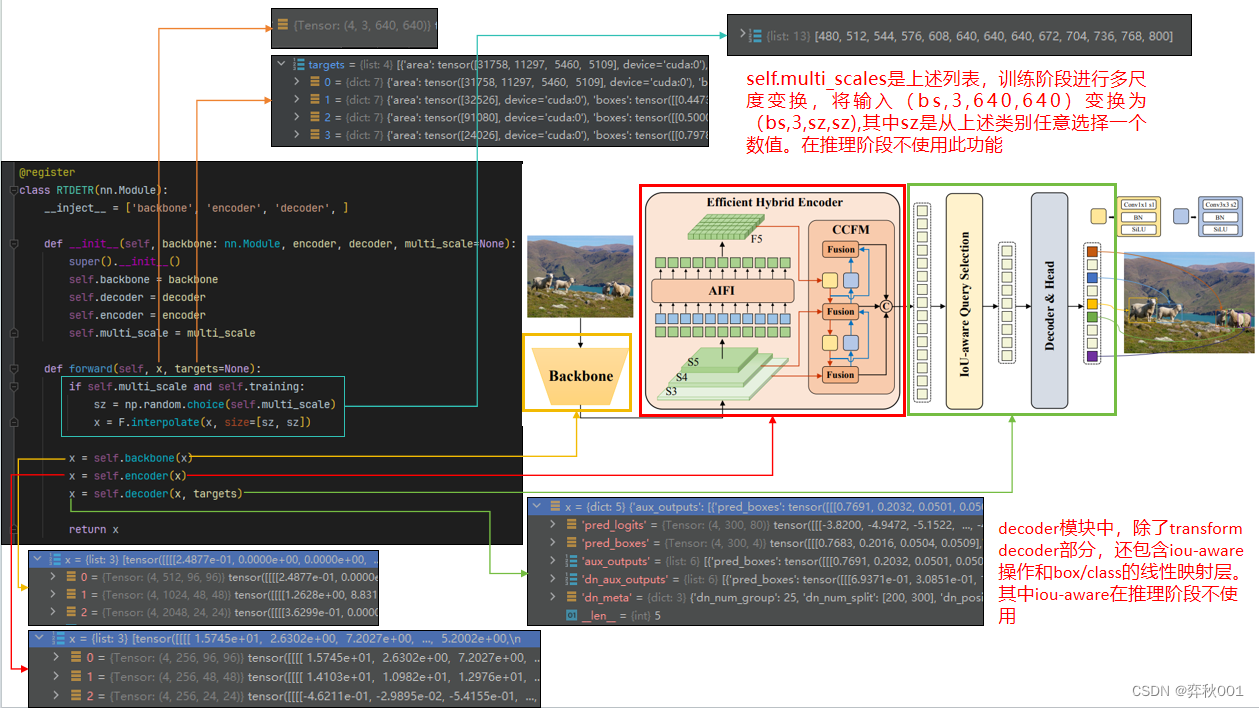 {Tensor: (4, 3, 640, 640)} t
{list: 13} [480, 512, 544, 576, 608, 640, 640, 640, 672, 704, 736, 768, 800]
targets = {list: 4} [{'area': tensor([31758, 11297,  5460,  5109], device='cuda:0'),
0 = {dict: 7} {'area': tensor([31758, 11297,  5460,  5109], device='cuda:0'), 'b
1 = {dict: 7} {'area': tensor([32526], device='cuda:0'), 'boxes': tensor([[0.4473
2 = {dict: 7} {'area': tensor([91080], device='cuda:0'), 'boxes': tensor([[0.5000
3 = {dict: 7} {'area': tensor([24026], device='cuda:0'), 'boxes': tensor([[0.7978
self.multi_scales是上述列表，训练阶段进行多尺
度变换，将输入（bs,3,640,640）变换为
（bs,3,sz,sz),其中sz是从上述类别任意选择一个
数值。在推理阶段不使用此功能
@register
class RTDETR(nn.Module):
__inject__ = ['backbone', 'encoder', 'decoder', ]
def __init__(self, backbone: nn.Module, encoder, decoder, multi_scale=None):
super().__init__()
self.backbone = backbone
self.decoder = decoder
self.encoder = encoder
self.multi_scale = multi_scale
def forward(self, x, targets=None):
if self.multi_scale and self.training:
sz = np.random.choice(self.multi_scale)
x = F.interpolate(x, size=[sz, sz])
x = self.backbone(x)
x = self.encoder(x)
x = self.decoder(x, targets)
return x
Backbone
Efficient Hybrid Encoder
F5
CCFM
Fusion
AIFI
Fusion
C
S5
S4
S3
Fusion
IoU-aware Query Selection
Decoder & Head
Conv1x1 s1
BN
SiLU
Conv3x3 s2
BN
SiLU
x = {list: 3} [tensor([[[[2.4877e-01, 0.0000e+00, 0.0000e+00,  ...,
0 = {Tensor: (4, 512, 96, 96)} tensor([[[[2.4877e-01, 0.0000e
1 = {Tensor: (4, 1024, 48, 48)} tensor([[[[1.2628e+00, 8.831
2 = {Tensor: (4, 2048, 24, 24)} tensor([[[[3.6299e-01, 0.000
x = {list: 3} [tensor([[[[ 1.5745e+01,  2.6302e+00,  7.2027e+00,  ...,  5.2002e+00,\n
0 = {Tensor: (4, 256, 96, 96)} tensor([[[[ 1.5745e+01,  2.6302e+00,  7.2027e+00,  ..
1 = {Tensor: (4, 256, 48, 48)} tensor([[[[ 1.4103e+01,  1.0982e+01,  1.2976e+01,  ..
2 = {Tensor: (4, 256, 24, 24)} tensor([[[[-4.6211e-01, -2.9895e-02, -5.4155e-01,  ...,
x = {dict: 5} {'aux_outputs': [{'pred_boxes': tensor([[[0.7691, 0.2032, 0.0501, 0.05
'pred_logits' = {Tensor: (4, 300, 80)} tensor([[[-3.8200, -4.9472, -5.1522,  ..., -4
'pred_boxes' = {Tensor: (4, 300, 4)} tensor([[[0.7683, 0.2016, 0.0504, 0.0509],
'aux_outputs' = {list: 6} [{'pred_boxes': tensor([[[0.7691, 0.2032, 0.0501, 0.050
'dn_aux_outputs' = {list: 6} [{'pred_boxes': tensor([[[6.9371e-01, 3.0851e-01, 
'dn_meta' = {dict: 3} {'dn_num_group': 25, 'dn_num_split': [200, 300], 'dn_pos
__len__ = {int} 5
decoder模块中，除了transform
decoder部分，还包含iou-aware
操作和box/class的线性映射层。
其中iou-aware在推理阶段不使
用
CSDN @弈秋001